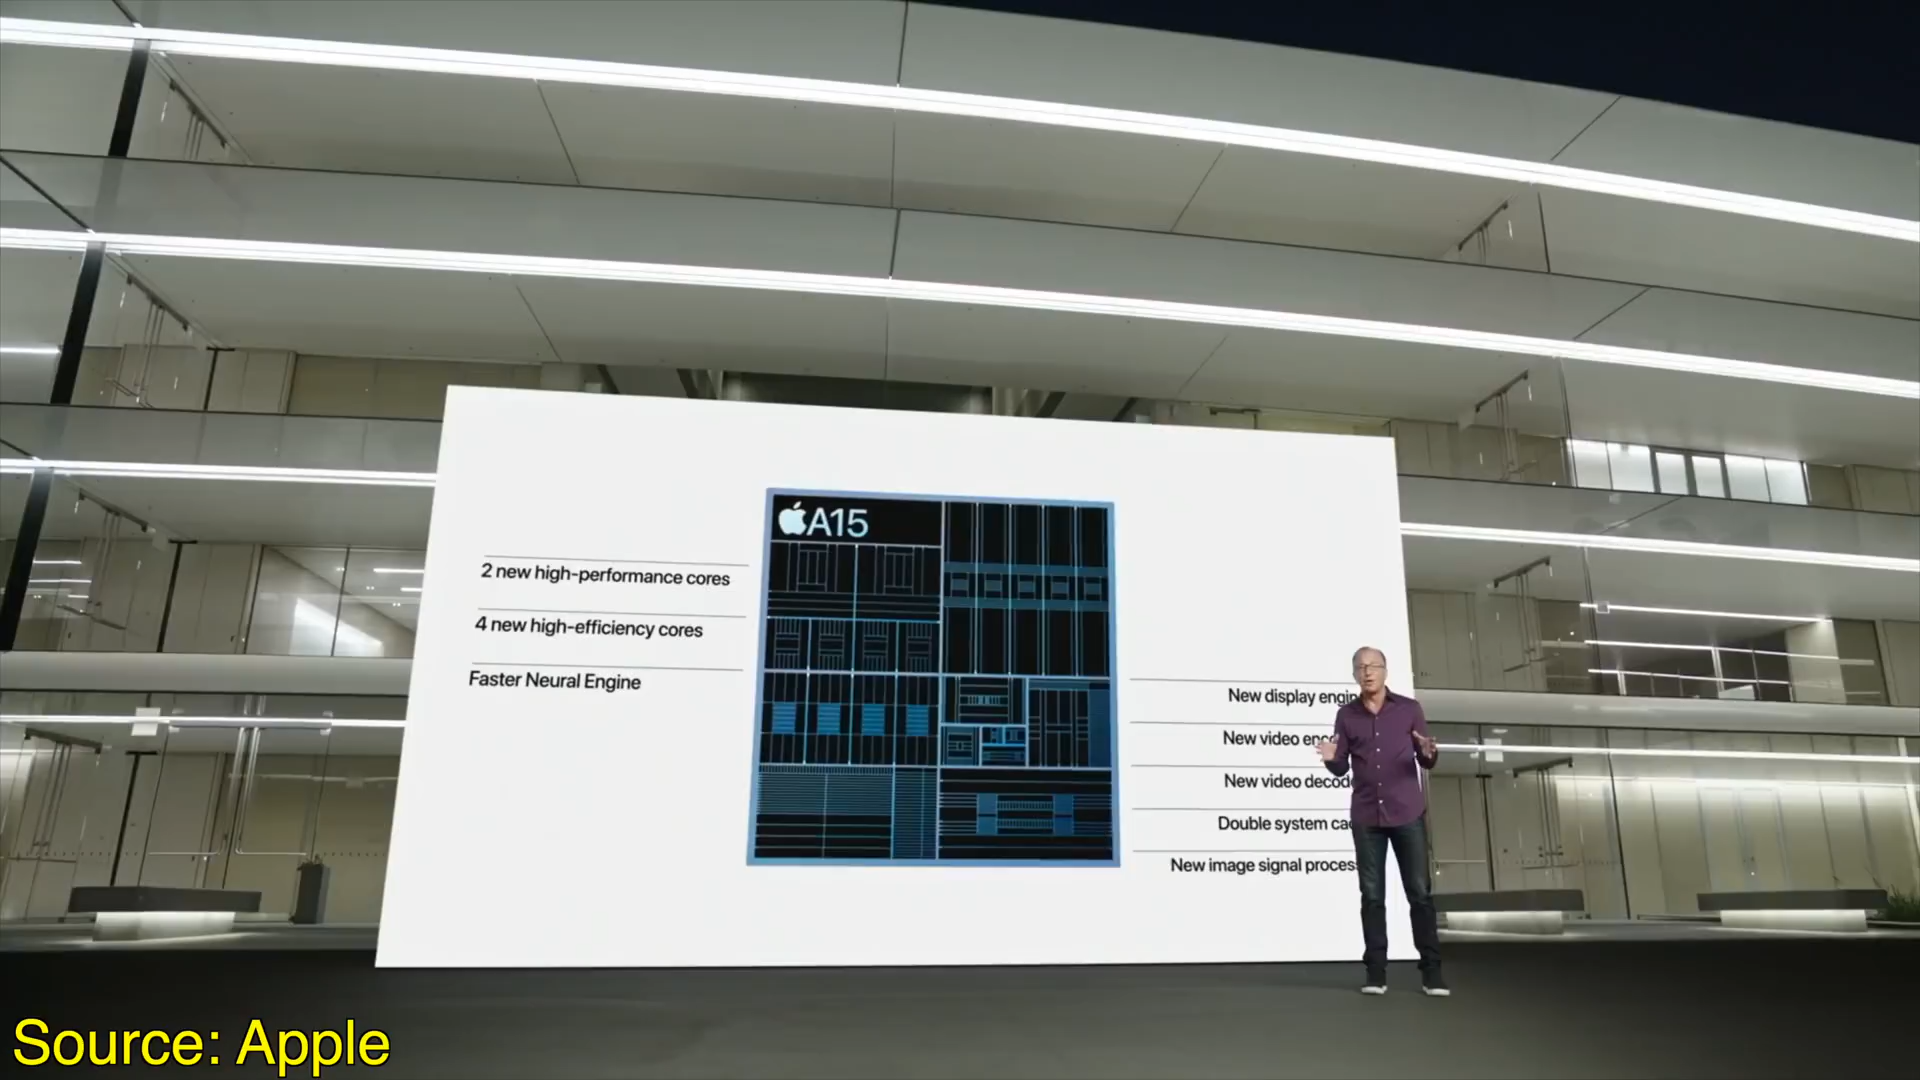 A15
2 new high-performance cores
4 new high-efficiency cores
Faster Neural Engine
New display
New video
New video
Double system
New image signal
Source: Apple